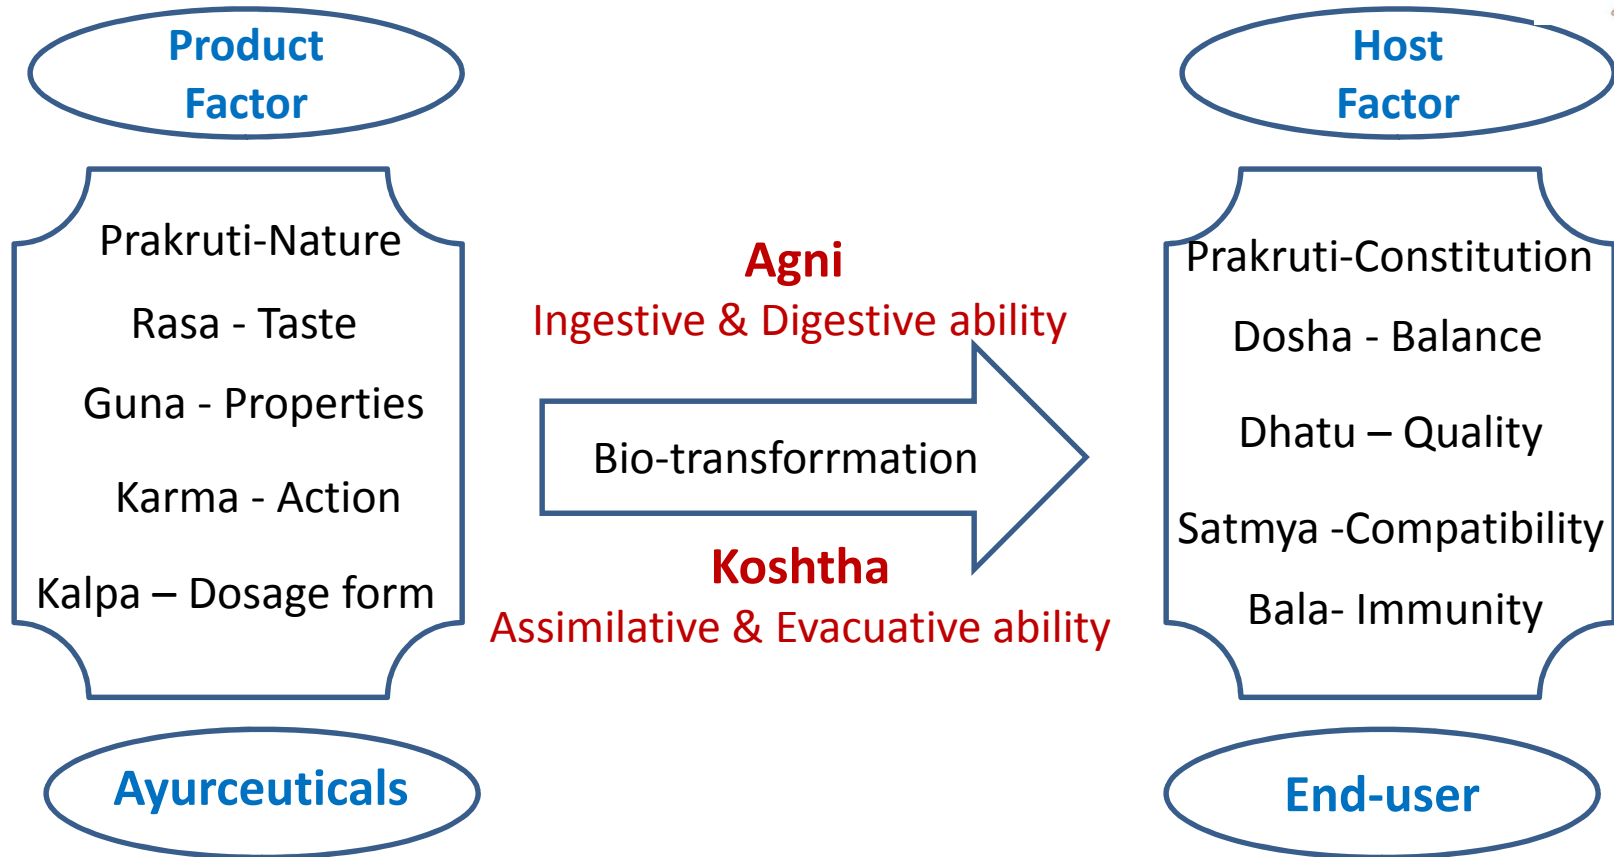 Product
Factor
Prakruti-Nature
Rasa - Taste
Guna - Properties
Karma - Action
Kalpa – Dosage form
Ayurceuticals
Agni
Ingestive & Digestive ability
Bio-transforrmation
Koshtha
Assimilative & Evacuative ability
Host
Factor
Prakruti-Constitution
Dosha - Balance
Dhatu – Quality
Satmya -Compatibility
Bala- Immunity
End-user